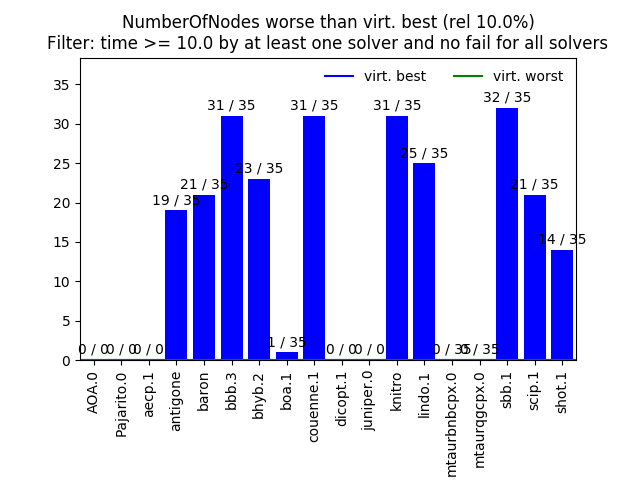 NumberOfNodes worse than virt. best (rel 10.0%)
Filter: time >= 10.0 by at least one solver and no fail for all solvers
virt. best
virt. worst
35
30
25
20
15
10
5
0
0 / 0
0 / 0
0 / 0
19 / 35
21 / 35
31 / 35
23 / 35
1 / 35
31 / 35
0 / 0
0 / 0
31 / 35
25 / 35
0 / 35
0 / 35
32 / 35
21 / 35
14 / 35
AOA.0
Pajarito.0
aecp.1
antigone
baron
bbb.3
bhyb.2
boa.1
couenne.1
dicopt.1
juniper.0
knitro
lindo.1
mtaurbnbcpx.0
mtaurqgcpx.0
sbb.1
scip.1
shot.1